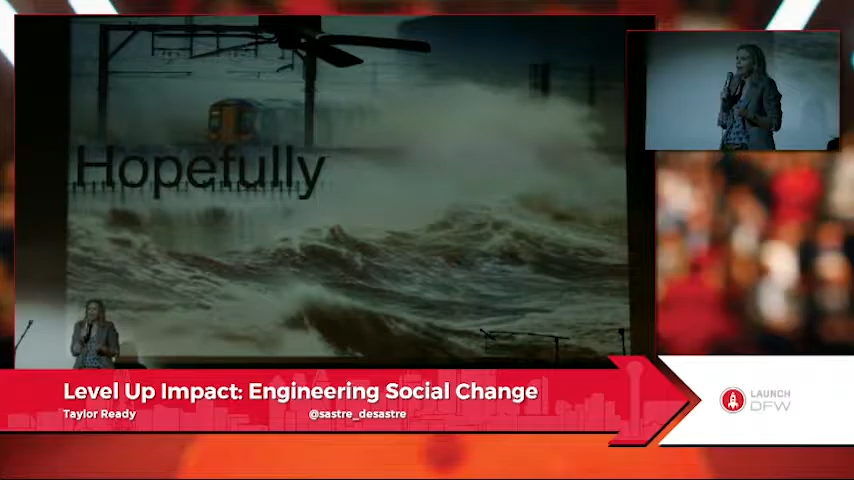 Hopefully
Level Up Impact: Engineering Social Change
Taylor Ready
@sastre_desastre
LAUNCH
DFW